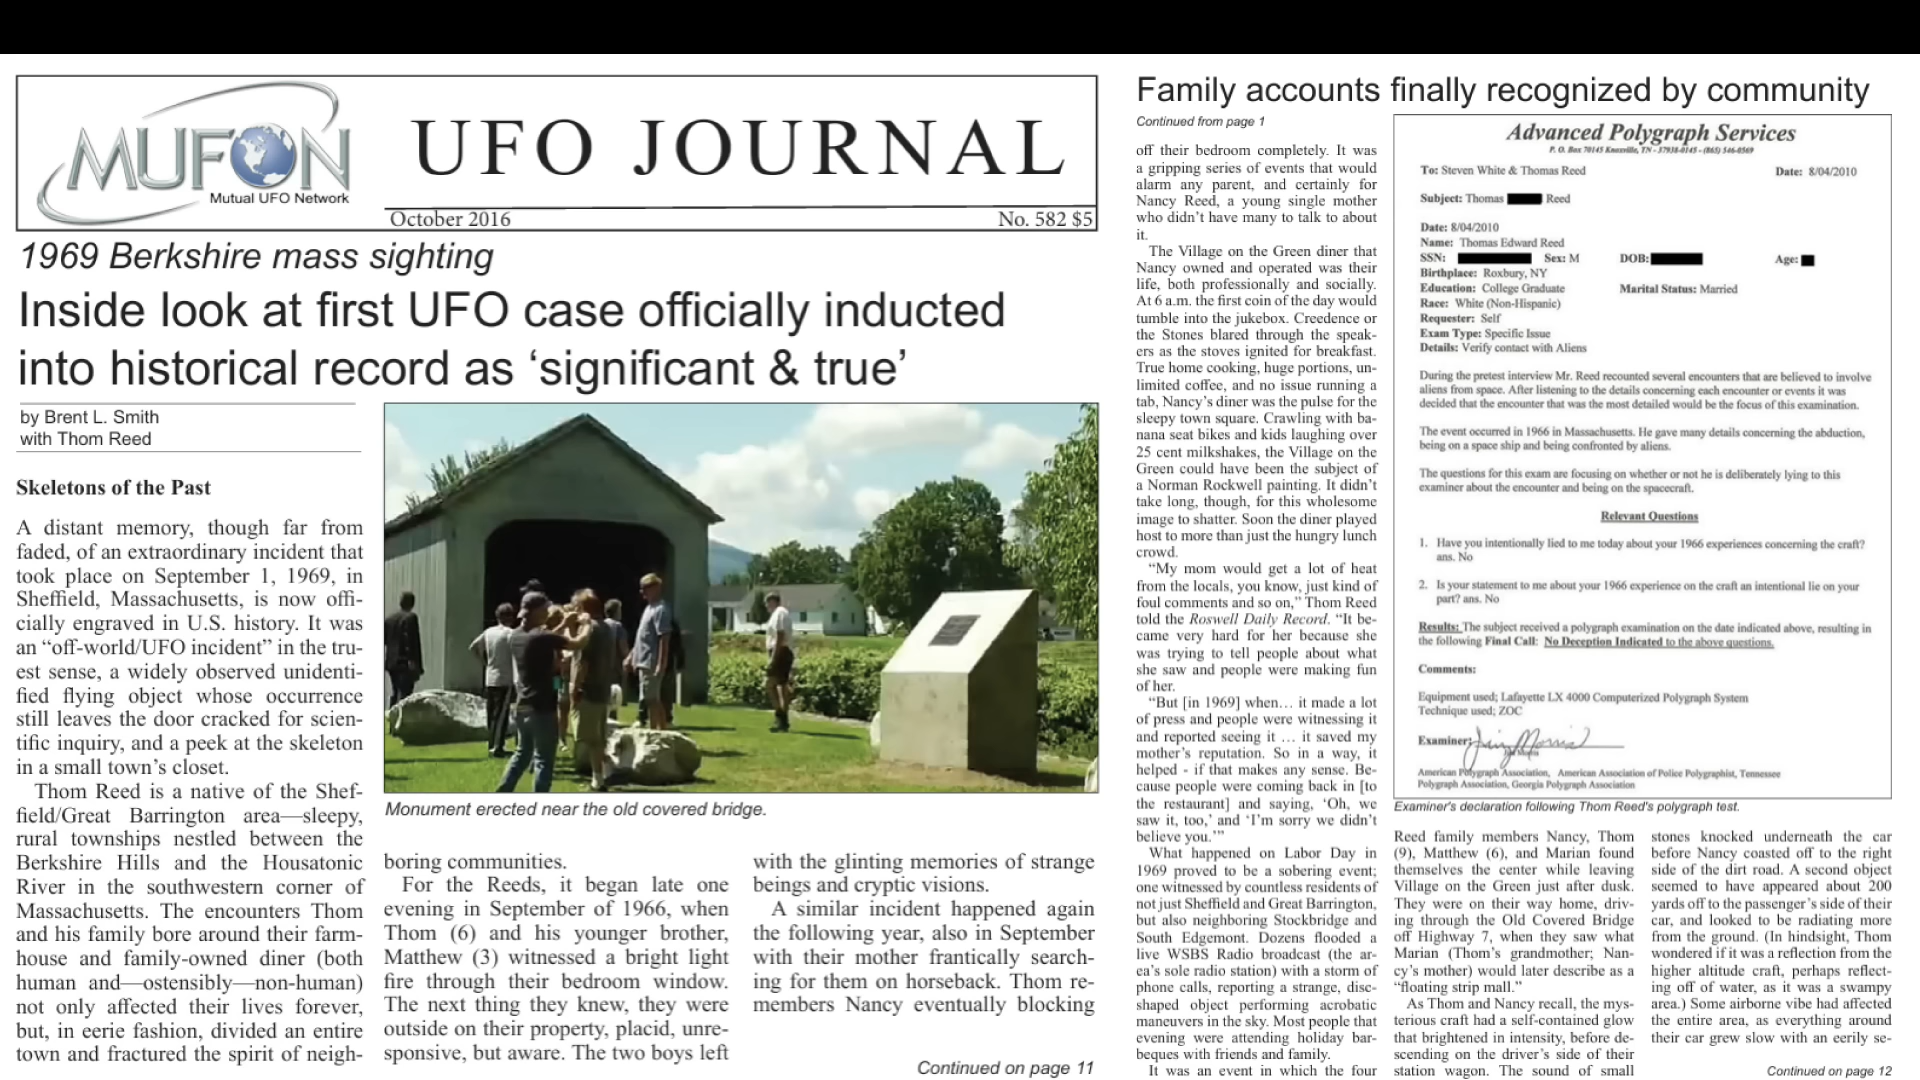 MUFON
Mutual UFO Network
UFO JOURNAL
October 2016
No. 582 $5
1969 Berkshire mass sighting
Inside look at first UFO case officially inducted
into historical record as ‘significant & true’
by Brent L. Smith
with Thom Reed
Skeletons of the Past
A distant memory, though far from
faded, of an extraordinary incident that
took place on September 1, 1969, in
Sheffield, Massachusetts, is now offi-
cially engraved in U.S. history. It was
an “off-world/UFO incident” in the tru-
est sense, a widely observed unidenti-
fied flying object whose occurrence
still leaves the door cracked for scien-
tific inquiry, and a peek at the skeleton
in a small town’s closet.
Thom Reed is a native of the Shef-
field/Great Barrington area—sleepy,
rural townships nestled between the
Berkshire Hills and the Housatonic
River in the southwestern corner of
Massachusetts. The encounters Thom
and his family bore around their farm-
house and family-owned diner (both
human and—ostensibly—non-human)
not only affected their lives forever,
but, in eerie fashion, divided an entire
town and fractured the spirit of neigh-
Monument erected near the old covered bridge.
boring communities.
For the Reeds, it began late one
evening in September of 1966, when
Thom (6) and his younger brother,
Matthew (3) witnessed a bright light
fire through their bedroom window.
The next thing they knew, they were
outside on their property, placid, unre-
sponsive, but aware. The two boys left
with the glinting memories of strange
beings and cryptic visions.
A similar incident happened again
the following year, also in September
with their mother frantically search-
ing for them on horseback. Thom re-
members Nancy eventually blocking
Continued on page 11
Family accounts finally recognized by community
Continued from page 1
off their bedroom completely. It was
a gripping series of events that would
alarm any parent, and certainly for
Nancy Reed, a young single mother
who didn’t have many to talk to about
it.
The Village on the Green diner that
Nancy owned and operated was their
life, both professionally and socially.
At 6 a.m. the first coin of the day would
tumble into the jukebox. Creedence or
the Stones blared through the speak-
ers as the stoves ignited for breakfast.
True home cooking, huge portions, un-
limited coffee, and no issue running a
tab, Nancy’s diner was the pulse for the
sleepy town square. Crawling with ba-
nana seat bikes and kids laughing over
25 cent milkshakes, the Village on the
Green could have been the subject of
a Norman Rockwell painting. It didn’t
take long, though, for this wholesome
image to shatter. Soon the diner played
host to more than just the hungry lunch
crowd.
“My mom would get a lot of heat
from the locals, you know, just kind of
foul comments and so on,” Thom Reed
told the Roswell Daily Record. “It be-
came very hard for her because she
was trying to tell people about what
she saw and people were making fun
of her.
“But [in 1969] when… it made a lot
of press and people were witnessing it
and reported seeing it … it saved my
mother’s reputation. So in a way, it
helped - if that makes any sense. Be-
cause people were coming back in [to
the restaurant] and saying, ‘Oh, we
saw it, too,’ and ‘I’m sorry we didn’t
believe you.’”
What happened on Labor Day in
1969 proved to be a sobering event;
one witnessed by countless residents of
not just Sheffield and Great Barrington,
but also neighboring Stockbridge and
South Edgemont. Dozens flooded a
live WSBS Radio broadcast (the ar-
ea’s sole radio station) with a storm of
phone calls, reporting a strange, disc-
shaped object performing acrobatic
maneuvers in the sky. Most people that
evening were attending holiday bar-
beques with friends and family.
It was an event in which the four
Advanced Polygraph Services
P. O. Box 70145 Knoxville, TN - 37938-0145 - (865) 546-0569
To: Steven White & Thomas Reed
Date: 8/04/2010
Subject: Thomas Reed
Date: 8/04/2010
Name: Thomas Edward Reed
SSN: Sex: M DOB: Age:
Birthplace: Roxbury, NY
Education: College Graduate Marital Status: Married
Race: White (Non-Hispanic)
Requester: Self
Exam Type: Specific Issue
Details: Verify contact with Aliens
During the pretest interview Mr. Reed recounted several encounters that are believed to involve
aliens from space. After listening to the details concerning each encounter or events it was
decided that the encounter that was the most detailed would be the focus of this examination.
The event occurred in 1966 in Massachusetts. He gave many details concerning the abduction,
being on a space ship and being confronted by aliens.
The questions for this exam are focusing on whether or not he is deliberately lying to this
examiner about the encounter and being on the spacecraft.
Relevant Questions
1. Have you intentionally lied to me today about your 1966 experiences concerning the craft?
ans. No
2. Is your statement to me about your 1966 experience on the craft an intentional lie on your
part? ans. No
Results: The subject received a polygraph examination on the date indicated above, resulting in
the following Final Call: No Deception Indicated to the above questions.
Comments:
Equipment used; Lafayette LX 4000 Computerized Polygraph System
Technique used; ZOC
Examiner:
American Polygraph Association, American Association of Police Polygraphist, Tennessee
Polygraph Association, Georgia Polygraph Association
Examiner's declaration following Thom Reed's polygraph test.
Reed family members Nancy, Thom
(9), Matthew (6), and Marian found
themselves the center while leaving
Village on the Green just after dusk.
They were on their way home, driv-
ing through the Old Covered Bridge
off Highway 7, when they saw what
Marian (Thom’s grandmother; Nan-
cy’s mother) would later describe as a
“floating strip mall.”
As Thom and Nancy recall, the mys-
terious craft had a self-contained glow
that brightened in intensity, before de-
scending on the driver’s side of their
station wagon. The sound of small
stones knocked underneath the car
before Nancy coasted off to the right
side of the dirt road. A second object
seemed to have appeared about 200
yards off to the passenger’s side of their
car, and looked to be radiating more
from the ground. (In hindsight, Thom
wondered if it was a reflection from the
higher altitude craft, perhaps reflect-
ing off of water, as it was a swampy
area.) Some airborne vibe had affected
the entire area, as everything around
their car grew slow with an eerily se-
Continued on page 12